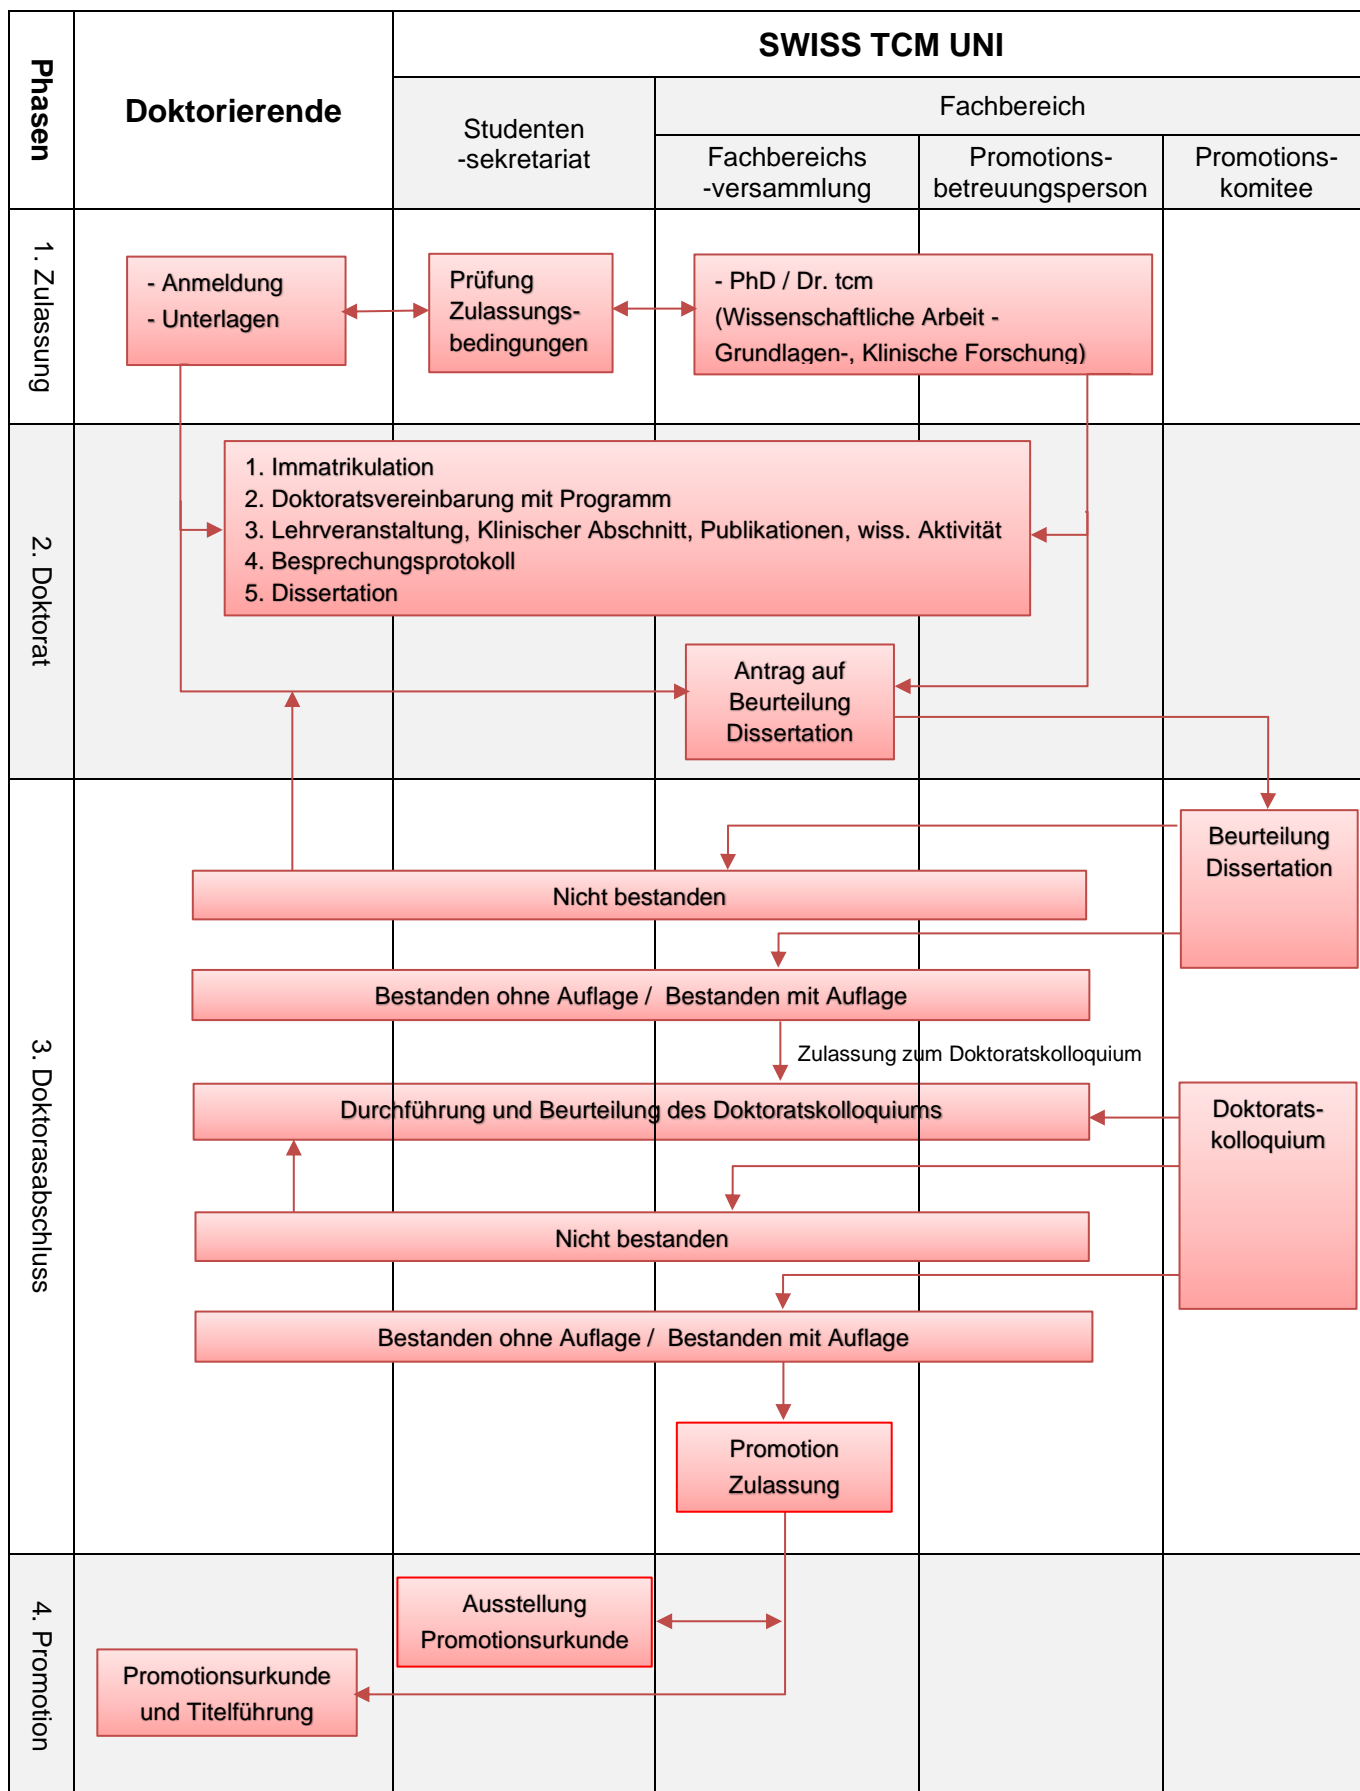 SWISS TCM UNI
Phasen
Doktorierende
Fachbereich
Studenten
-sekretariat
Fachbereichs
-versammlung
Promotions-
betreuungsperson
Promotions-
komitee
1. Zulassung
- Anmeldung
- Unterlagen
Prüfung
Zulassungs-
bedingungen
- PhD / Dr. tcm
(Wissenschaftliche Arbeit -
Grundlagen-, Klinische Forschung)
2. Doktorat
1. Immatrikulation
2. Doktoratsvereinbarung mit Programm
3. Lehrveranstaltung, Klinischer Abschnitt, Publikationen, wiss. Aktivität
4. Besprechungsprotokoll
5. Dissertation
Antrag auf
Beurteilung
Dissertation
3. Doktorasabschluss
Beurteilung
Dissertation
Nicht bestanden
Bestanden ohne Auflage /  Bestanden mit Auflage
Zulassung zum Doktoratskolloquium
Durchführung und Beurteilung des Doktoratskolloquiums
Doktorats-
kolloquium
Nicht bestanden
Bestanden ohne Auflage /  Bestanden mit Auflage
Promotion
Zulassung
4. Promotion
Ausstellung
Promotionsurkunde
Promotionsurkunde
und Titelführung